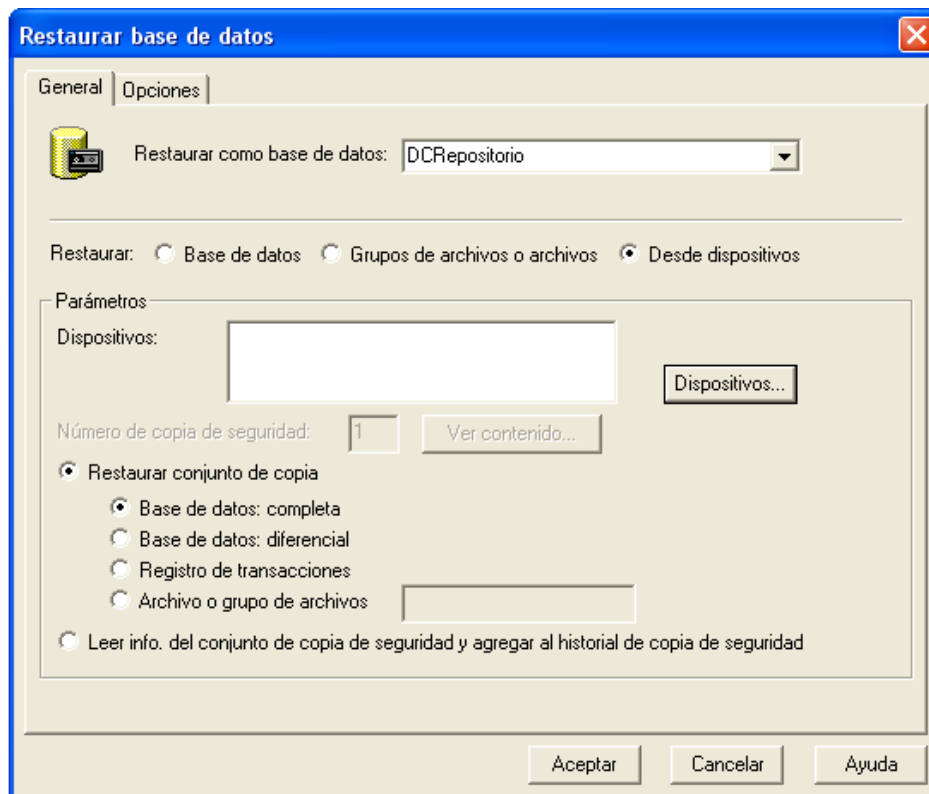 Restaurar base de datos
General Opciones
Restaurar como base de datos: DCRepositorio
Restaurar: Base de datos Grupos de archivos o archivos Desde dispositivos
Parámetros
Dispositivos:
Dispositivos...
Número de copia de seguridad: 1 Ver contenido...
Restaurar conjunto de copia
Base de datos: completa
Base de datos: diferencial
Registro de transacciones
Archivo o grupo de archivos
Leer info. del conjunto de copia de seguridad y agregar al historial de copia de seguridad
Aceptar Cancelar Ayuda